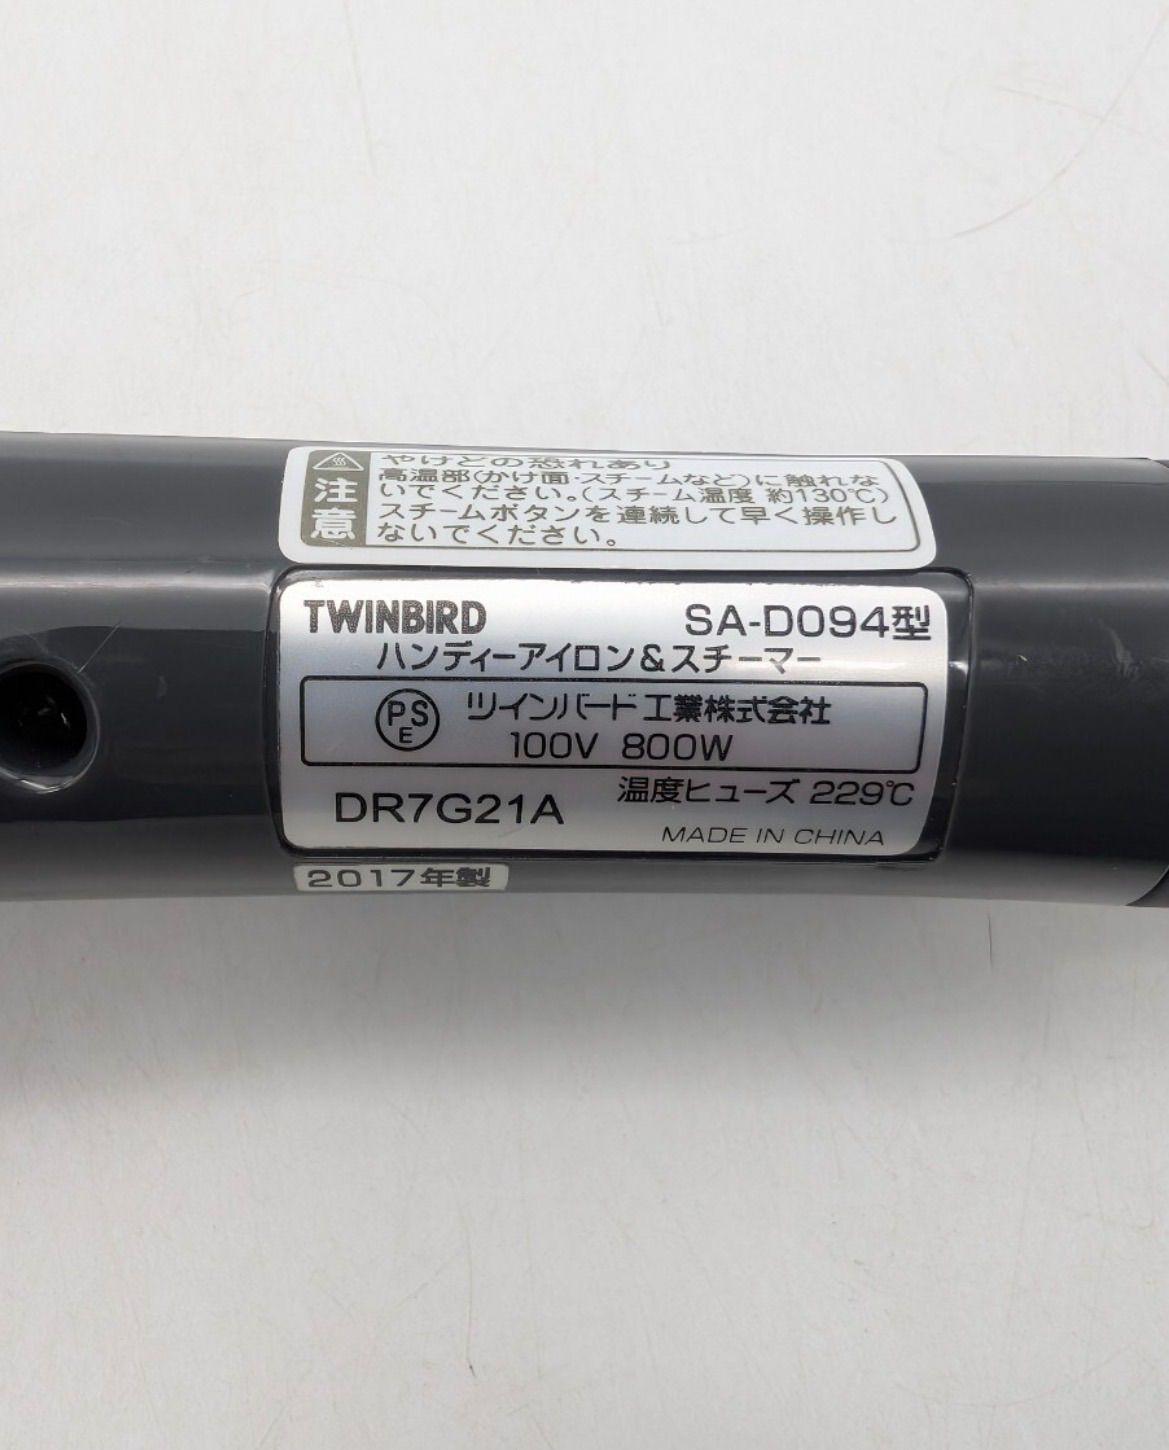 注意
やけどの恐れあり
高温部(かけ面・スチームなど)に触れな
いでください。(スチーム温度 約130℃)
スチームボタンを連続して早く操作し
ないでください。
TWINBIRD SA-D094型
ハンディーアイロン&スチーマー
PSE ツインバード工業株式会社
100V 800W
DR7G21A 温度ヒューズ 229℃
MADE IN CHINA
2017年製